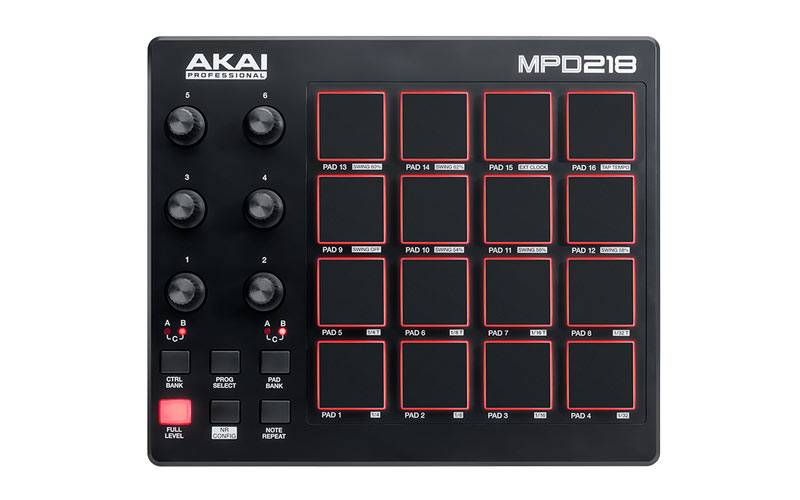 AKAI
PROFESSIONAL
MPD218
5 6
PAD 13 SWING 60% PAD 14 SWING 62% PAD 15 EXT CLOCK PAD 16 TAP TEMPO
3 4
PAD 9 SWING OFF PAD 10 SWING 54% PAD 11 SWING 56% PAD 12 SWING 58%
1 2
A B A B
C C
PAD 5 1/4 T PAD 6 1/8 T PAD 7 1/16 T PAD 8 1/32 T
CTRL BANK
PROG SELECT
PAD BANK
PAD 1 1/4 PAD 2 1/8 PAD 3 1/16 PAD 4 1/32
FULL LEVEL
NR CONFIG
NOTE REPEAT